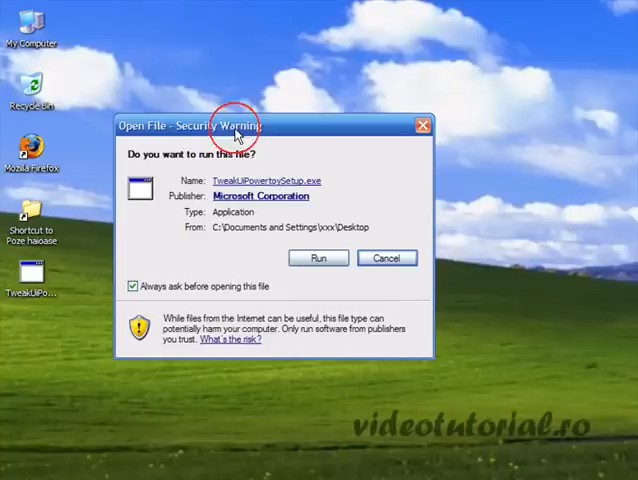 My Computer
Recycle Bin
Mozilla Firefox
Shortcut to
Poze haioase
TweakUiPo...
Open File - Security Warning
Do you want to run this file?
Name: TweakUiPowertoySetup.exe
Publisher: Microsoft Corporation
Type: Application
From: C:\Documents and Settings\xxx\Desktop
Run
Cancel
Always ask before opening this file
While files from the Internet can be useful, this file type can
potentially harm your computer. Only run software from publishers
you trust. What's the risk?
videotutorial.ro